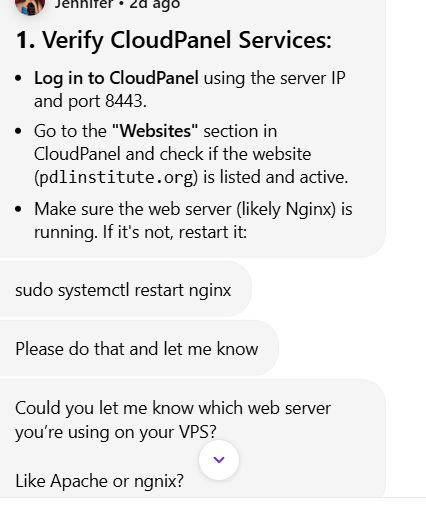 Jennifer • 2d ago
1. Verify CloudPanel Services:
• Log in to CloudPanel using the server IP
and port 8443.
• Go to the "Websites" section in
CloudPanel and check if the website
(pdlinstitute.org) is listed and active.
• Make sure the web server (likely Nginx) is
running. If it's not, restart it:
sudo systemctl restart nginx
Please do that and let me know
Could you let me know which web server
you’re using on your VPS?
Like Apache or ngnix?